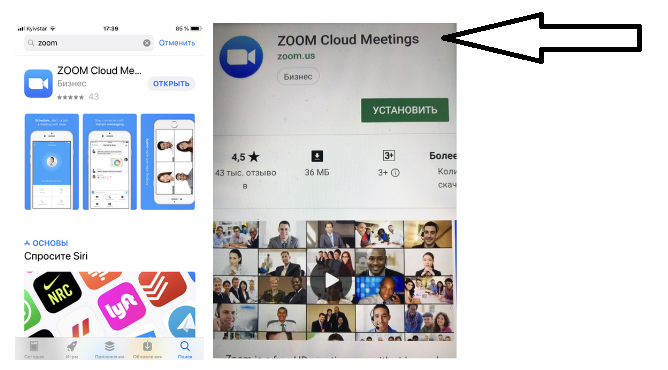 Kyivstar
17:39
85 %
zoom
Отменить
ZOOM Cloud Me...
Бизнес
ОТКРЫТЬ
43
ОСНОВЫ
Спросите Siri
NRC
lyft
Сегодня
Игры
Приложения
Обновления
Поиск
ZOOM Cloud Meetings
zoom.us
Бизнес
УСТАНОВИТЬ
4,5 ★
43 тыс. отзыво
в
36 МБ
3+
3+
Более
Коли
скач